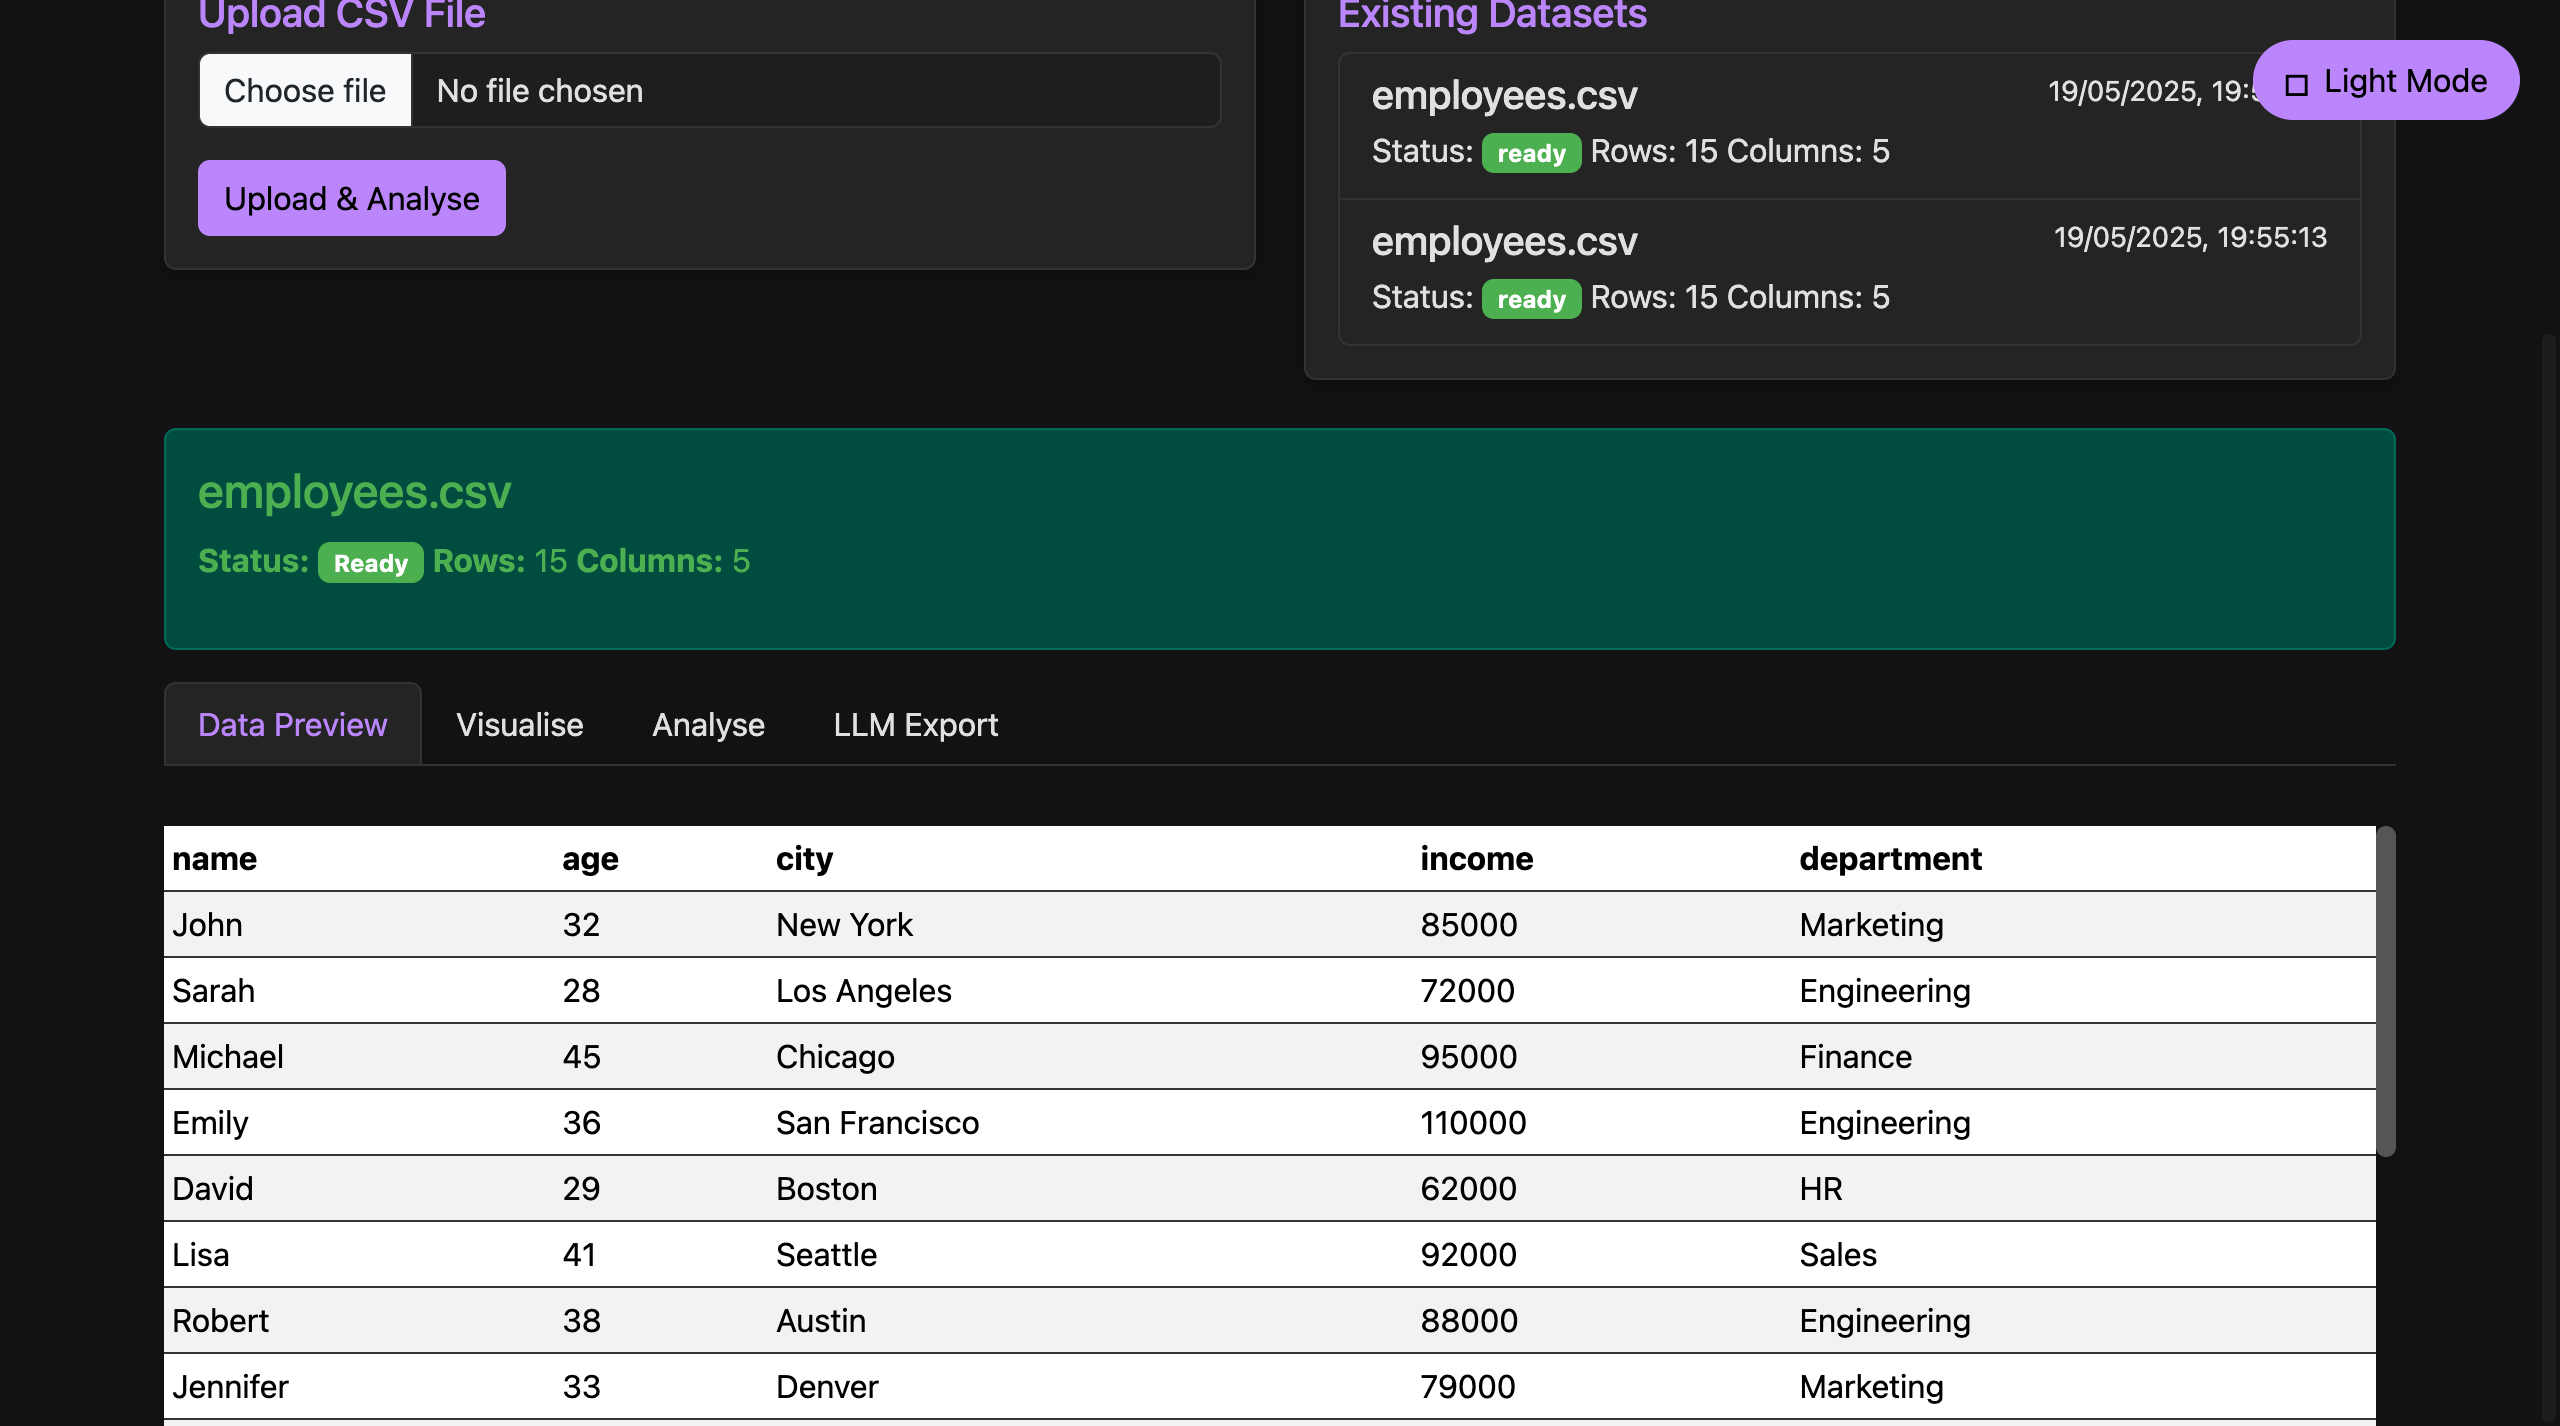 Upload CSV File
Choose file No file chosen
Upload & Analyse
Existing Datasets
employees.csv 19/05/2025,
Light Mode
Status: ready Rows: 15 Columns: 5
employees.csv 19/05/2025, 19:55:13
Status: ready Rows: 15 Columns: 5
employees.csv
Status: Ready Rows: 15 Columns: 5
Data Preview Visualise Analyse LLM Export
name age city income department
John 32 New York 85000 Marketing
Sarah 28 Los Angeles 72000 Engineering
Michael 45 Chicago 95000 Finance
Emily 36 San Francisco 110000 Engineering
David 29 Boston 62000 HR
Lisa 41 Seattle 92000 Sales
Robert 38 Austin 88000 Engineering
Jennifer 33 Denver 79000 Marketing